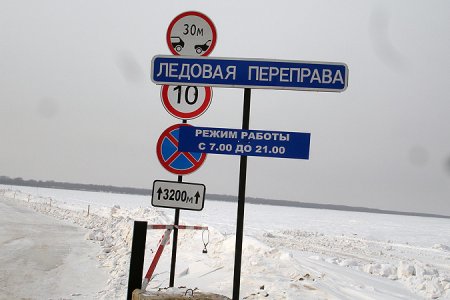 30м
ЛЕДОВАЯ ПЕРЕПРАВА
10
РЕЖИМ РАБОТЫ
С 7.00 ДО 21.00
3200м